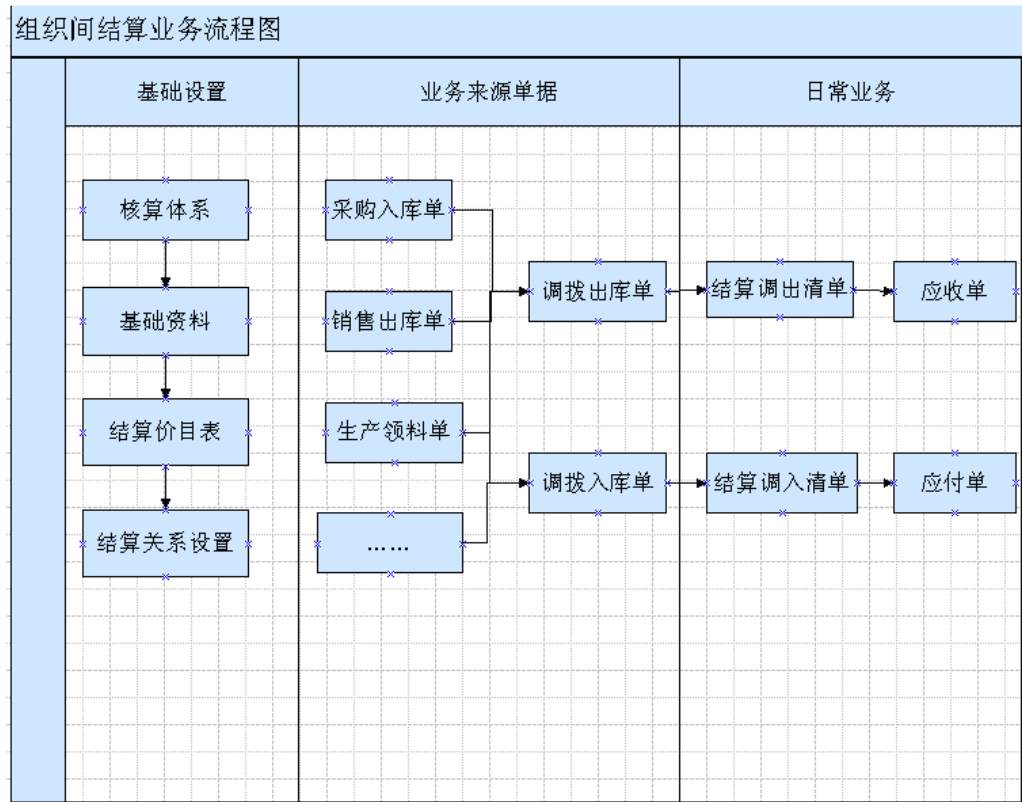 组织间结算业务流程图
基础设置
业务来源单据
日常业务
核算体系
基础资料
结算价目表
结算关系设置
采购入库单
销售出库单
生产领料单
……
调拨出库单
调拨入库单
结算调出清单
应收单
结算调入清单
应付单